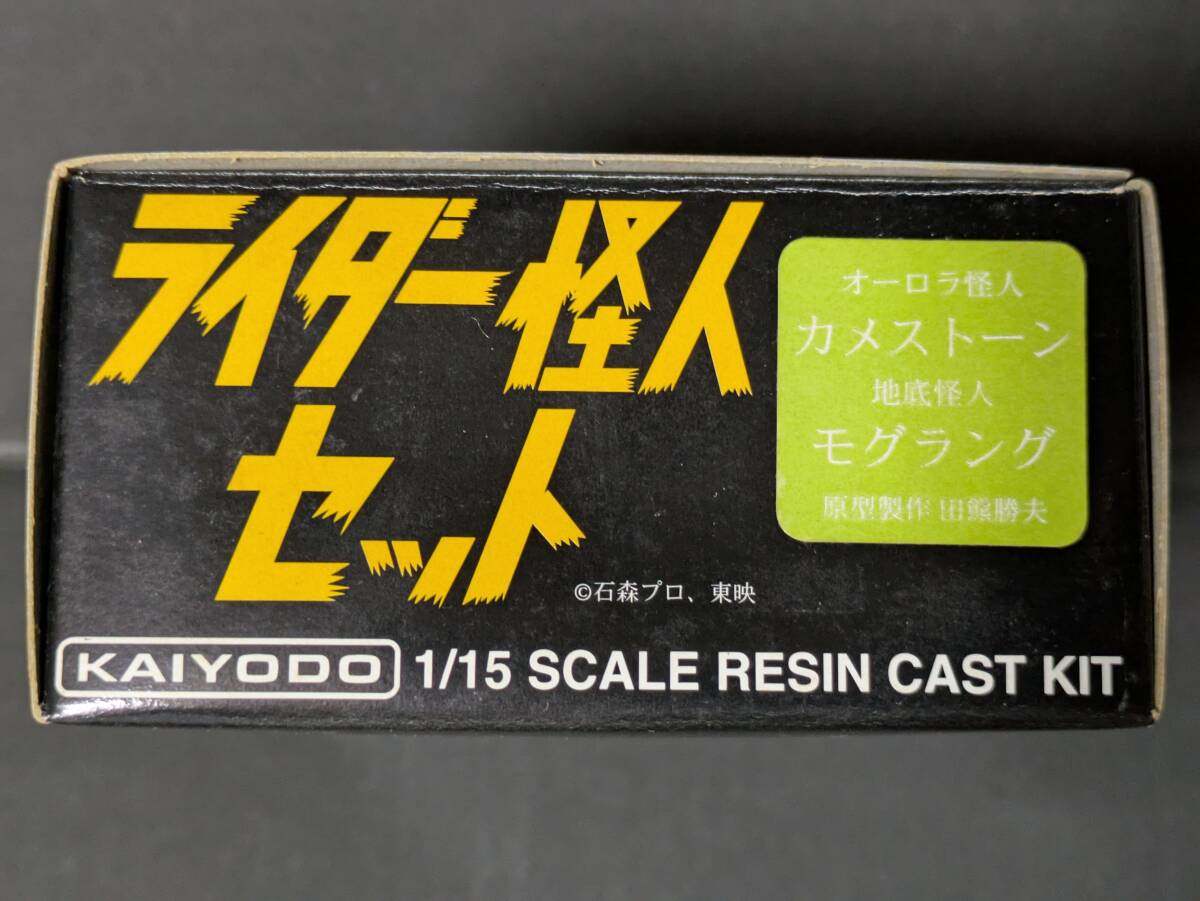 ライダー怪人
セット
オーロラ怪人
カメストーン
地底怪人
モグラング
原型製作 田熊勝夫
©石森プロ、東映
KAIYODO 1/15 SCALE RESIN CAST KIT